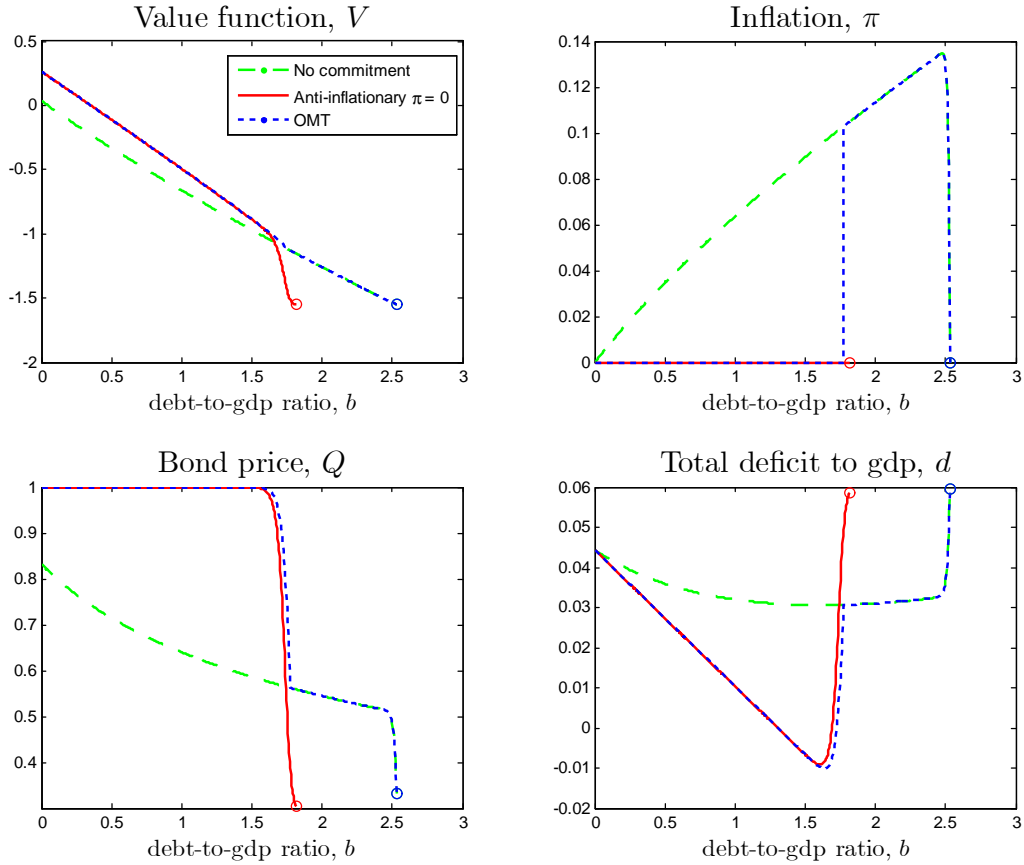 Value function, V
0.5
0
-0.5
-1
-1.5
-2
0 0.5 1 1.5 2 2.5 3
debt-to-gdp ratio, b
No commitment
Anti-inflationary π = 0
OMT
Inflation, π
0.14
0.12
0.1
0.08
0.06
0.04
0.02
0
0 0.5 1 1.5 2 2.5 3
debt-to-gdp ratio, b
Bond price, Q
1
0.9
0.8
0.7
0.6
0.5
0.4
0 0.5 1 1.5 2 2.5 3
debt-to-gdp ratio, b
Total deficit to gdp, d
0.06
0.05
0.04
0.03
0.02
0.01
0
-0.01
-0.02
0 0.5 1 1.5 2 2.5 3
debt-to-gdp ratio, b